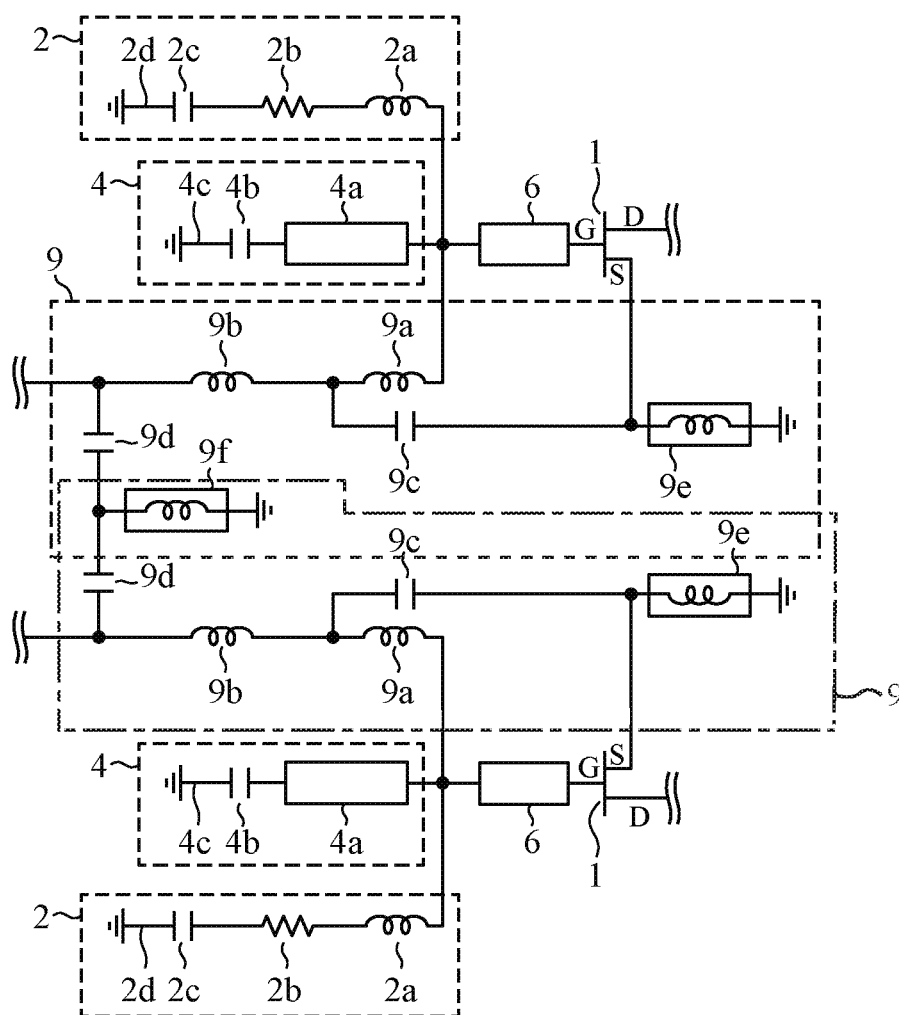 2 2d 2c 2b 2a
4 4c 4b 4a 6 1
G D
S
9 9b 9a
9d 9f 9c 9e
9c 9e
9d
9b 9a 9
4 S
G
4c 4b 4a 6 D
1
2
2d 2c 2b 2a